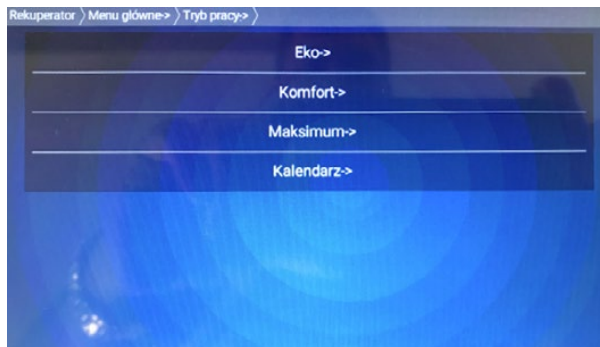 Rekuperator > Menu główne-> > Tryb pracy-> >
Eko->
Komfort->
Maksimum->
Kalendarz->